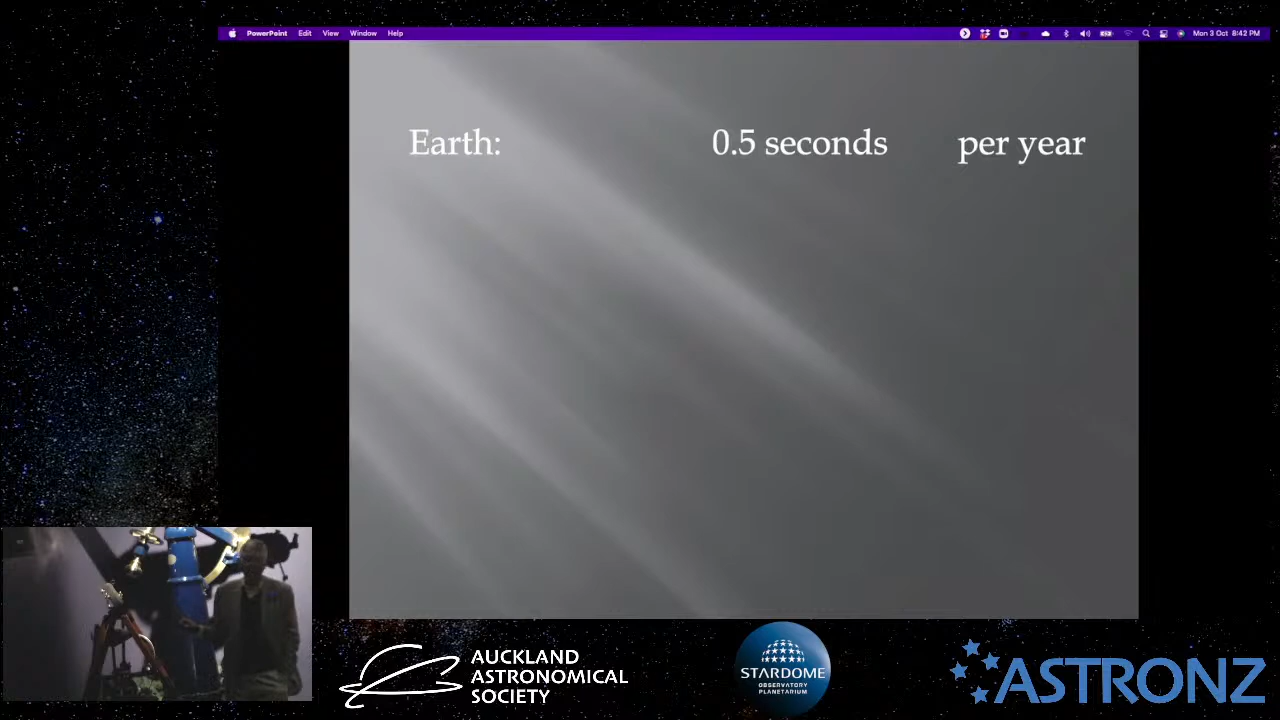 PowerPoint Edit View Window Help
Mon 3 Oct 8:42 PM
Earth: 0.5 seconds per year
AUCKLAND
ASTRONOMICAL
SOCIETY
STARDOME
OBSERVATORY
PLANETARIUM
ASTRONZ